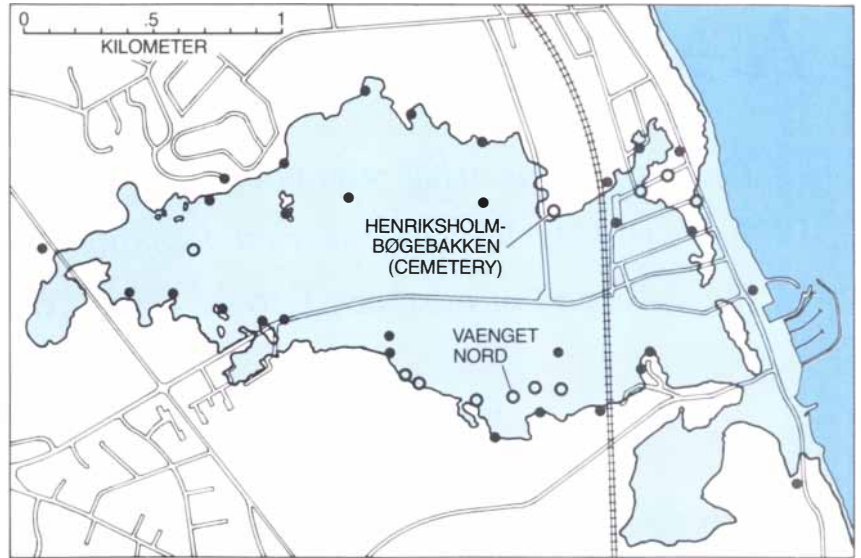 0 .5 1
KILOMETER
HENRIKSHOLM-
BØGEBAKKEN
(CEMETERY)
VAENGET
NORD